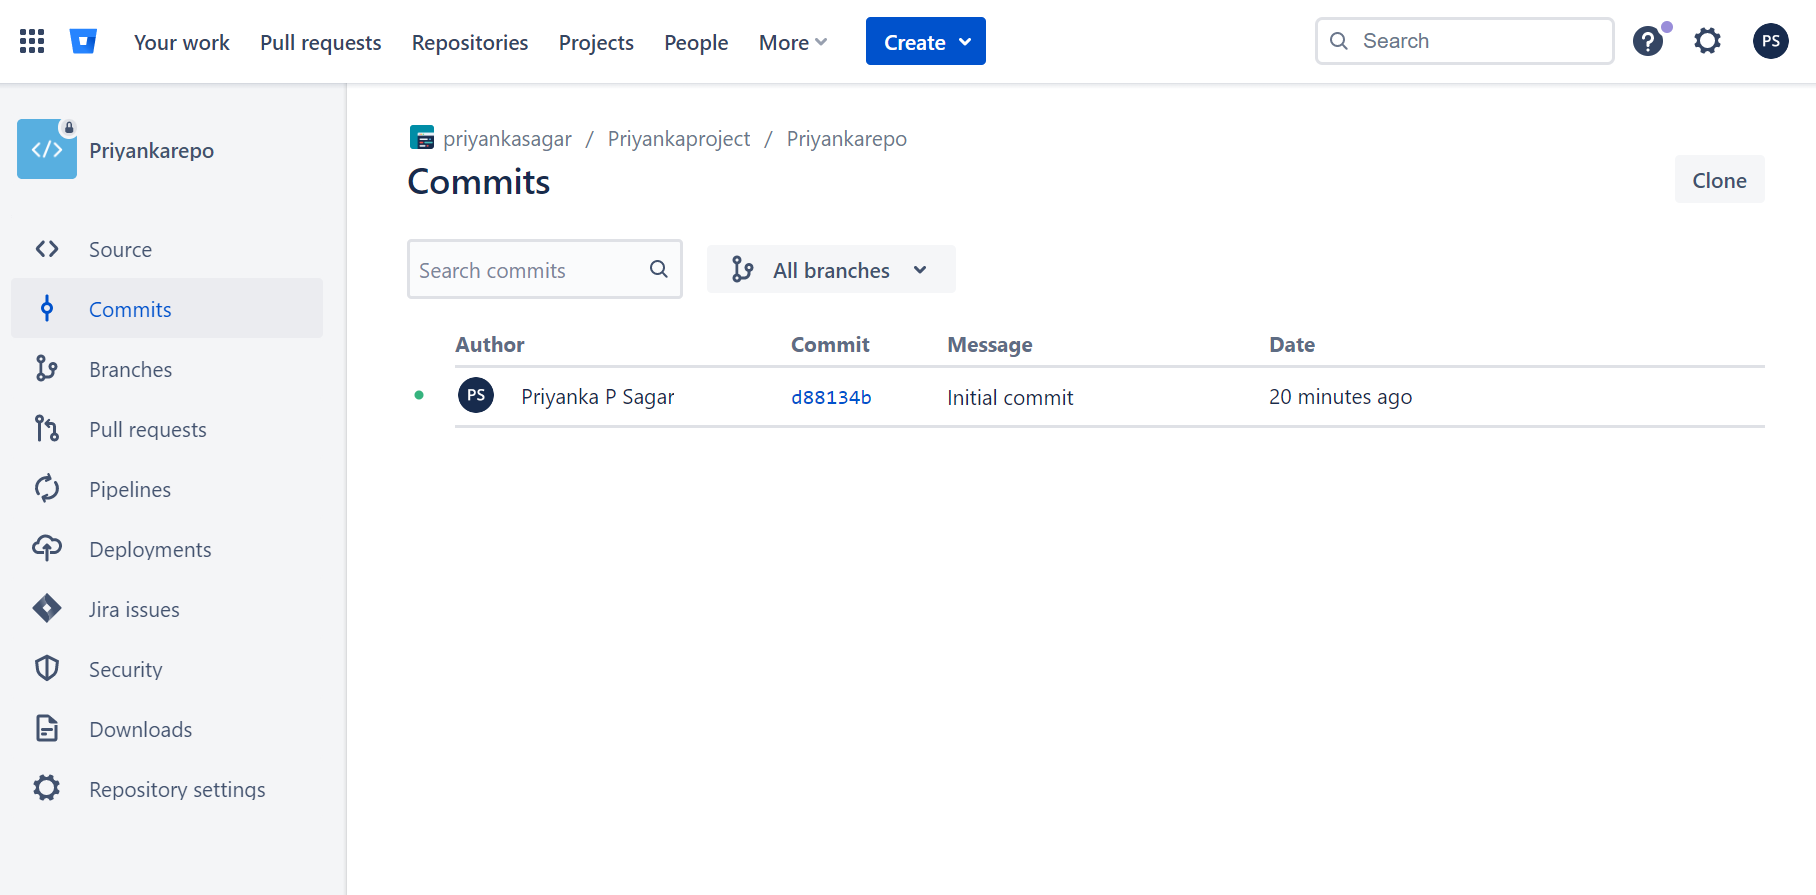 Your work Pull requests Repositories Projects People More Create Search ? PS
</> Priyankarepo
Source
Commits
Branches
Pull requests
Pipelines
Deployments
Jira issues
Security
Downloads
Repository settings
priyankasagar / Priyankaproject / Priyankarepo
Commits
Clone
Search commits All branches
Author Commit Message Date
PS Priyanka P Sagar d88134b Initial commit 20 minutes ago